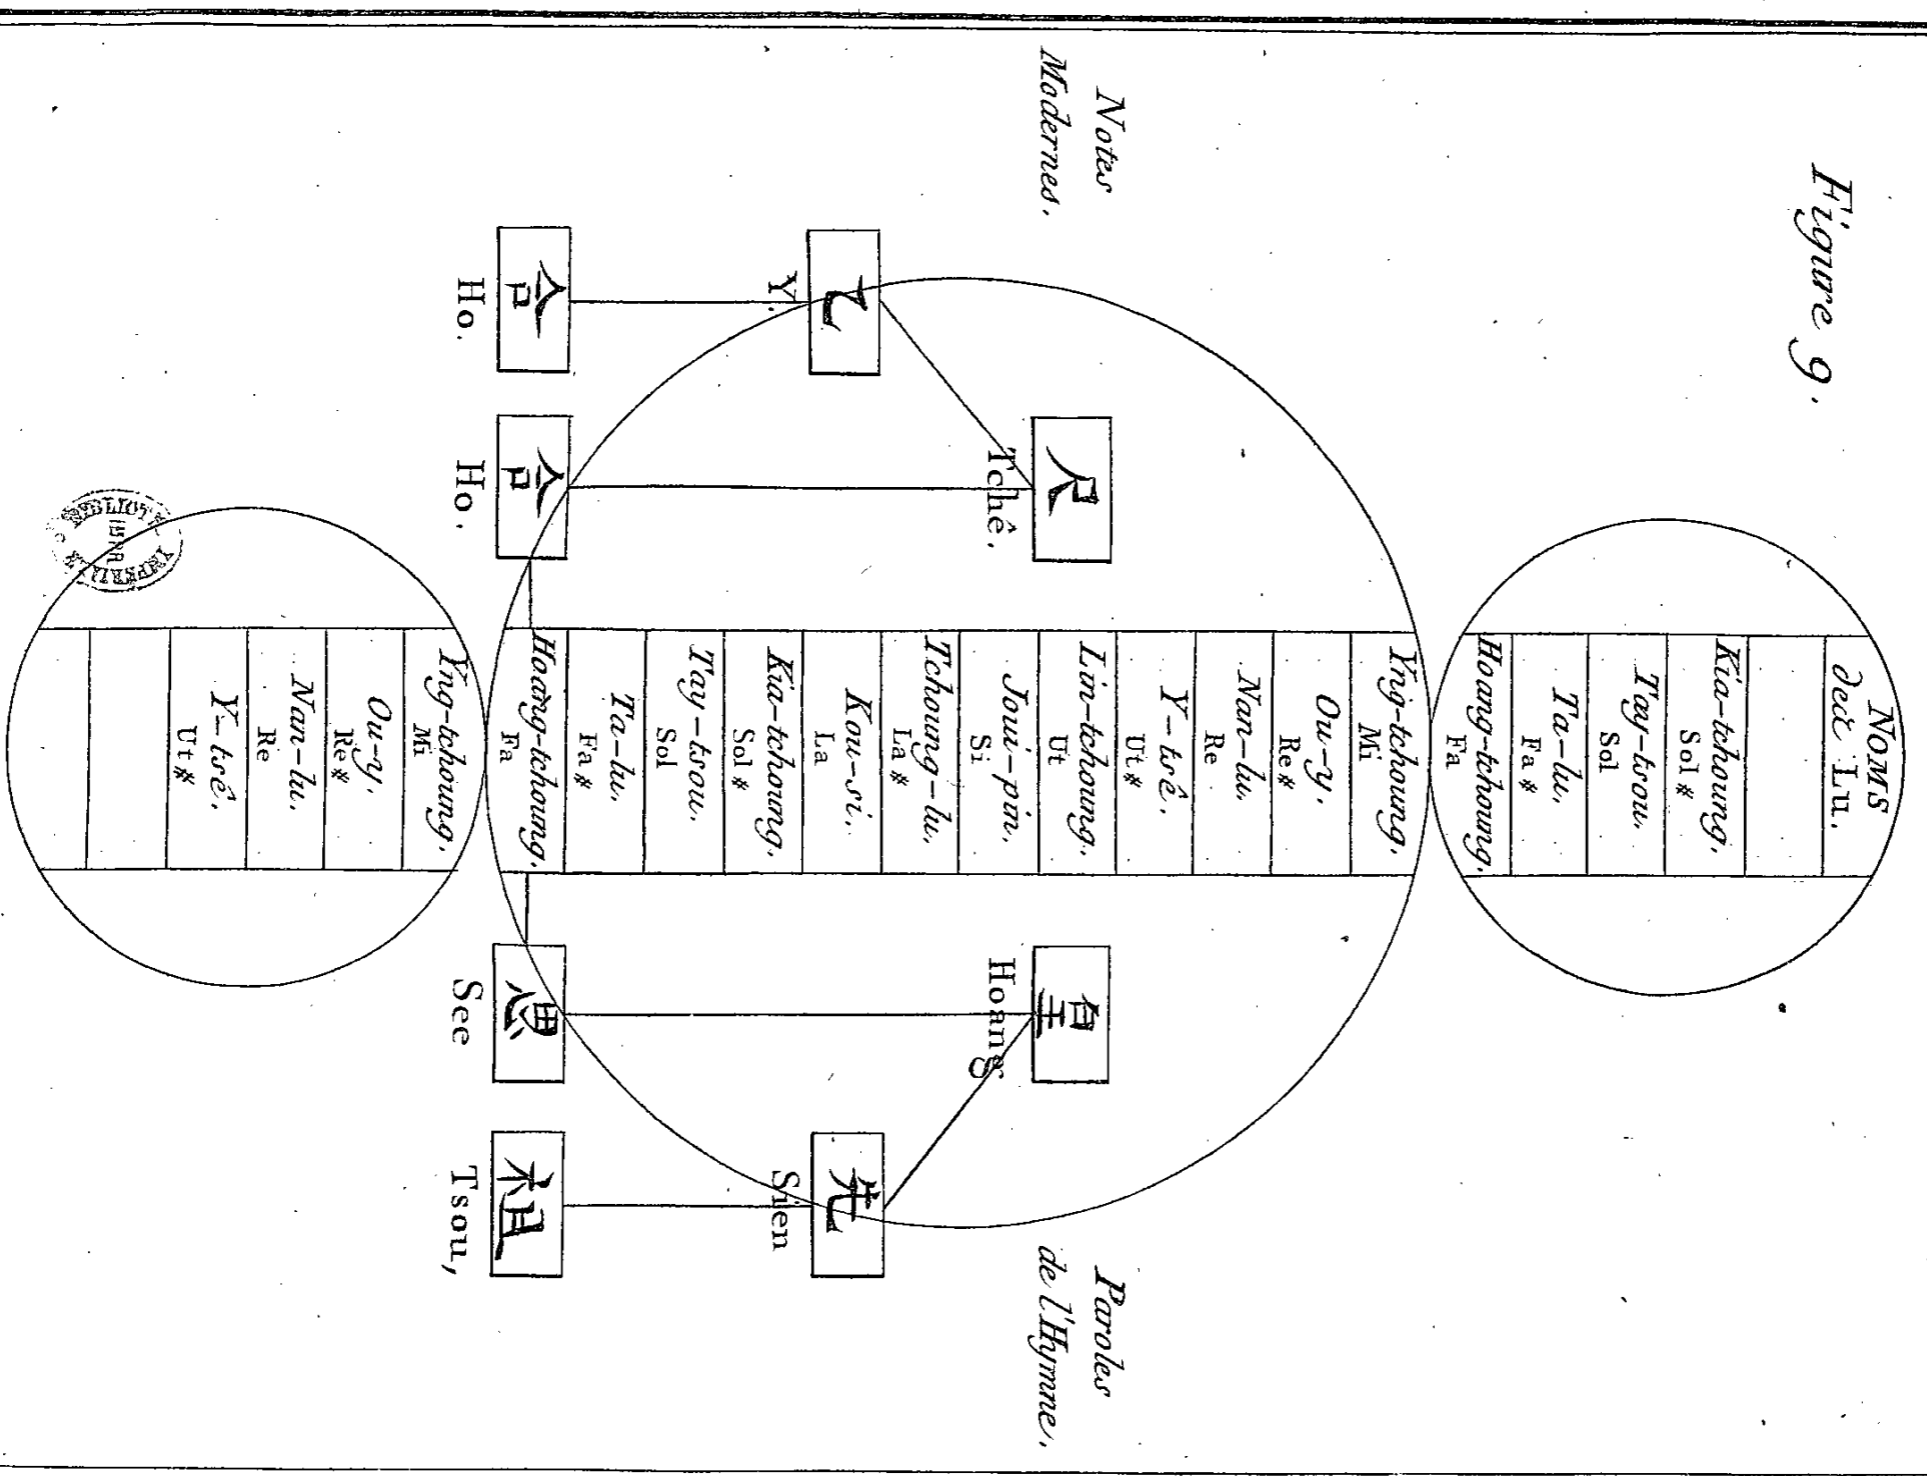 Figure 9.
NOMS
des Lu.
Kia-tchoung.
Sol #
Tay-tsou.
Sol
Ta-lu.
Fa #
Hoang-tchoung.
Fa
Yng-tchoung.
Mi
Ou-y.
Re #
Nan-lu.
Re
Y-tsê.
Ut #
Lin-tchoung.
Ut
Joui-pin.
Si
Tchoung-lu.
La #
Kou-si.
La
Kia-tchoung.
Sol #
Tay-tsou.
Sol
Ta-lu.
Fa #
Hoang-tchoung.
Fa
Yng-tchoung.
Mi
Ou-y.
Re #
Nan-lu.
Re
Y-tsê.
Ut #
Notes
Modernes.
尺
Tchê.
乙
Y.
合
Ho.
合
Ho.
Paroles
de l'Hymne.
皇
Hoang
先
Sien
思
See
祖
Tsou,
BIBLIOT. IMPERIALE